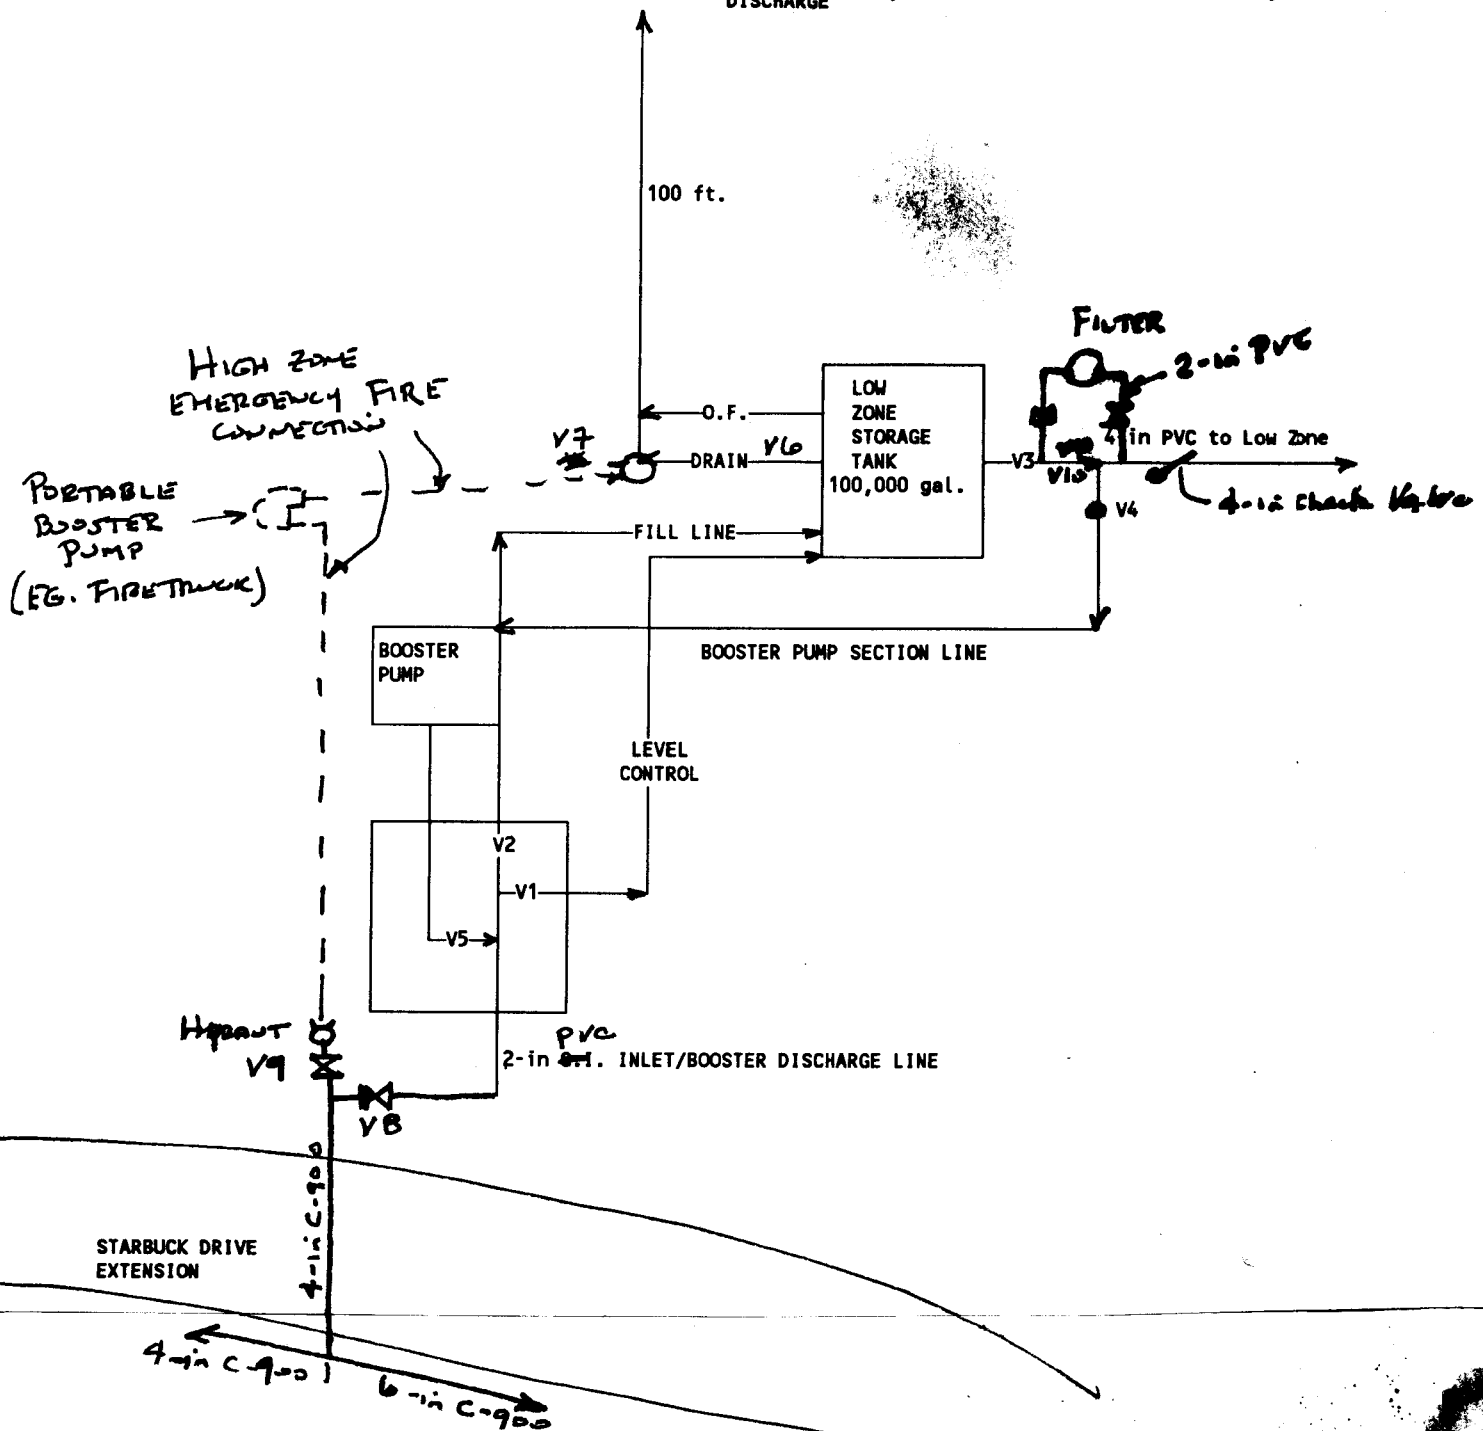 DISCHARGE
100 ft.
FILTER
2-in PVC
HIGH ZONE
EMERGENCY FIRE
CONNECTION
LOW
ZONE
STORAGE
TANK
100,000 gal.
O.F.
V7
DRAIN V6
V3
4 in PVC to Low Zone
V10
4-in Check Valve
V4
PORTABLE
BOOSTER
PUMP
(EG. FIRETRUCK)
FILL LINE
BOOSTER
PUMP
BOOSTER PUMP SECTION LINE
LEVEL
CONTROL
V2
V1
V5
HYDRANT
V9
PVC
2-in G.I. INLET/BOOSTER DISCHARGE LINE
V8
4-in C-900
STARBUCK DRIVE
EXTENSION
4-in C-900
6-in C-900